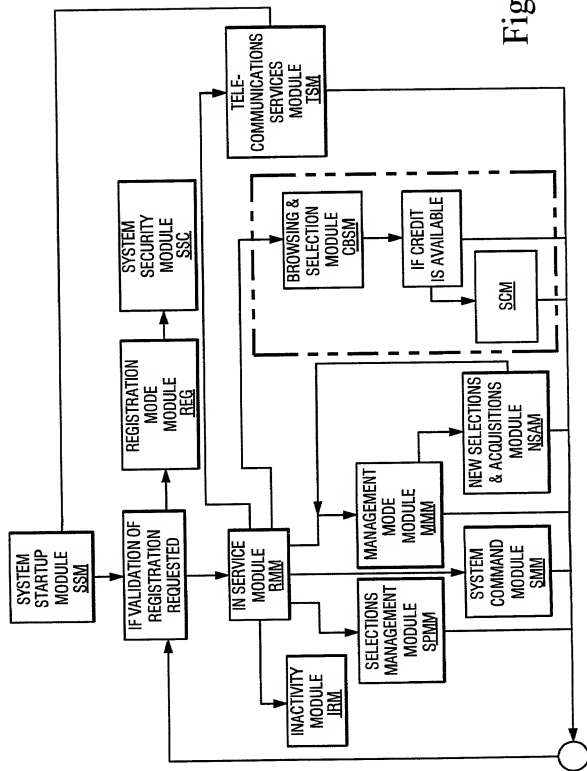 SYSTEM
STARTUP
MODULE
SSM
IF VALIDATION OF
REGISTRATION
REQUESTED
REGISTRATION
MODE
MODULE
REG
SYSTEM
SECURITY
MODULE
SSC
IN SERVICE
MODULE
RMM
TELE-
COMMUNICATIONS
SERVICES
MODULE
TSM
INACTIVITY
MODULE
IRM
SELECTIONS
MANAGEMENT
MODULE
SPMM
SYSTEM
COMMAND
MODULE
SMM
MANAGEMENT
MODE
MODULE
MMM
NEW SELECTIONS
& ACQUISITIONS
MODULE
NSAM
BROWSING &
SELECTION
MODULE
CBSM
IF CREDIT
IS AVAILABLE
SCM
Fig